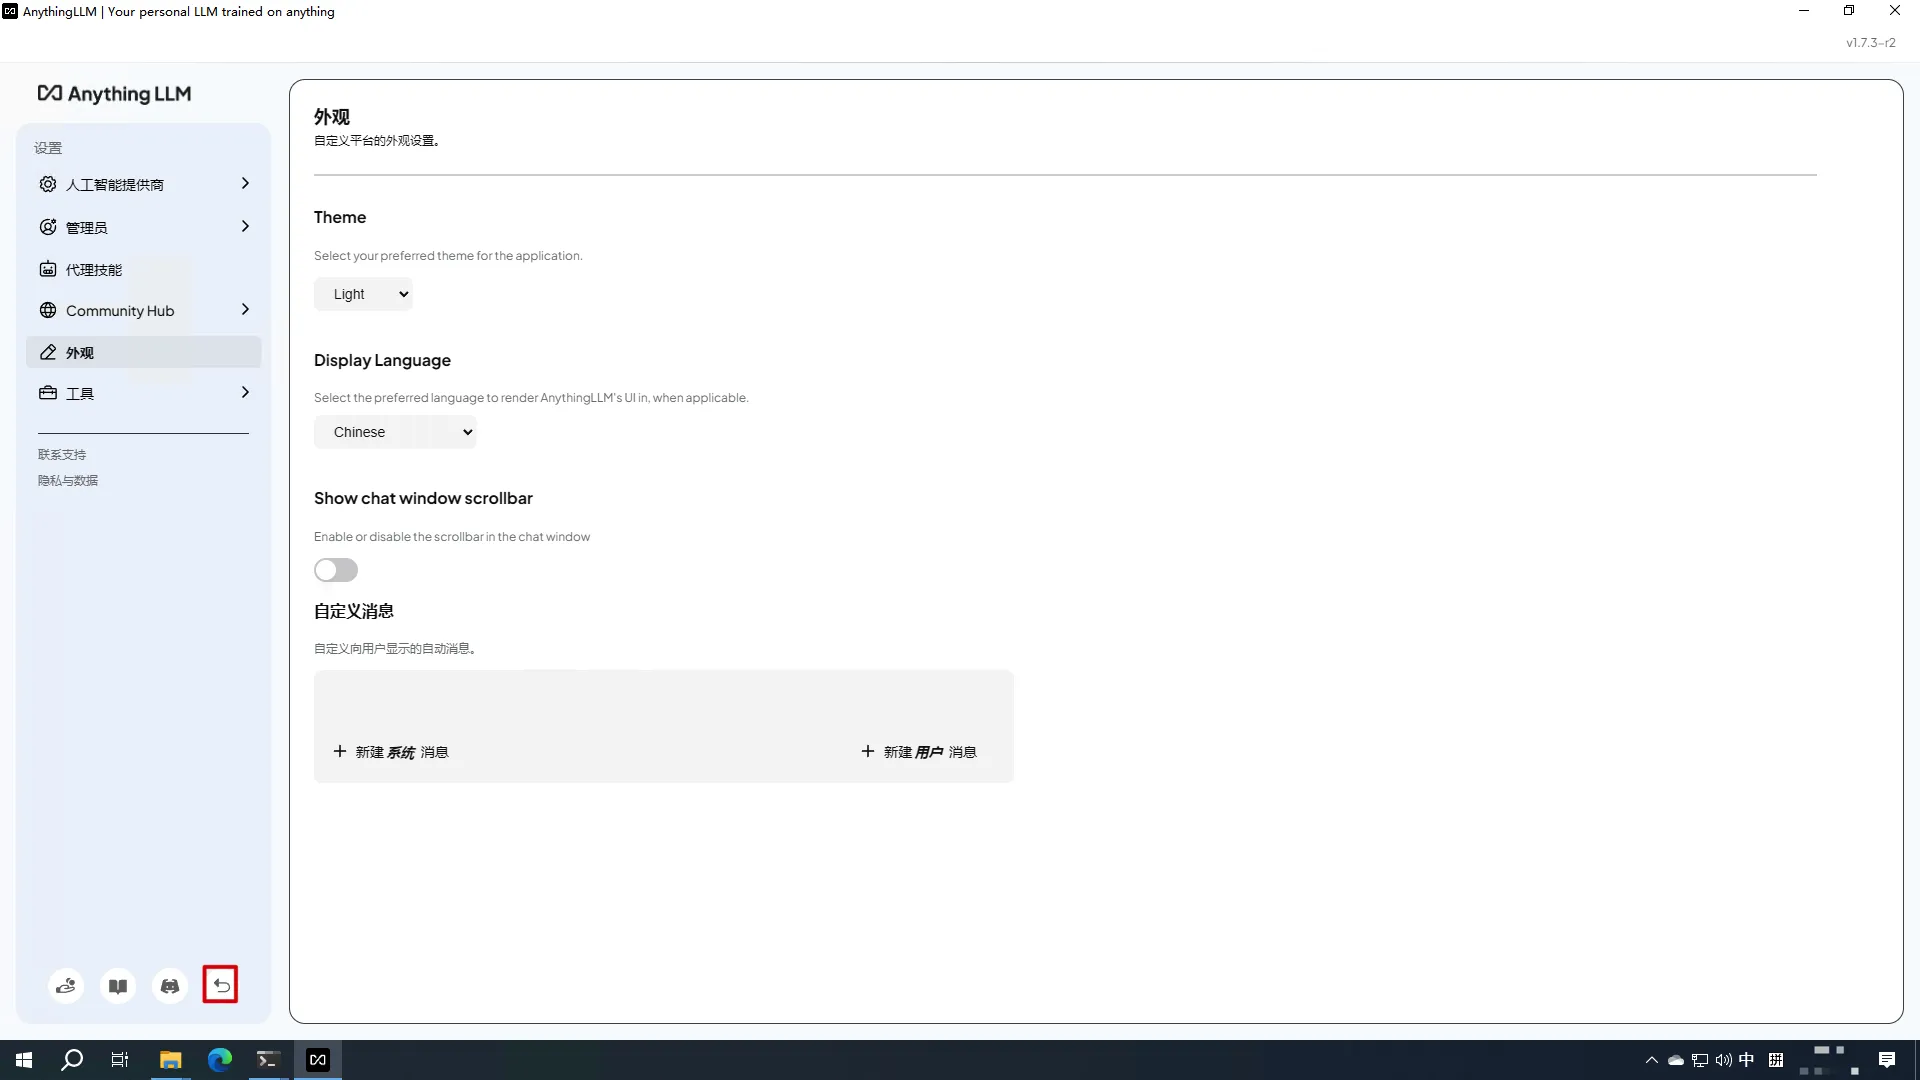 AnythingLLM | Your personal LLM trained on anything
v1.7.3-r2
Anything LLM
设置
人工智能提供商
管理员
代理技能
Community Hub
外观
工具
联系支持
隐私与数据
外观
自定义平台的外观设置。
Theme
Select your preferred theme for the application.
Light
Display Language
Select the preferred language to render AnythingLLM's UI in, when applicable.
Chinese
Show chat window scrollbar
Enable or disable the scrollbar in the chat window
自定义消息
自定义向用户显示的自动消息。
新建 系统 消息
新建 用户 消息
中
拼